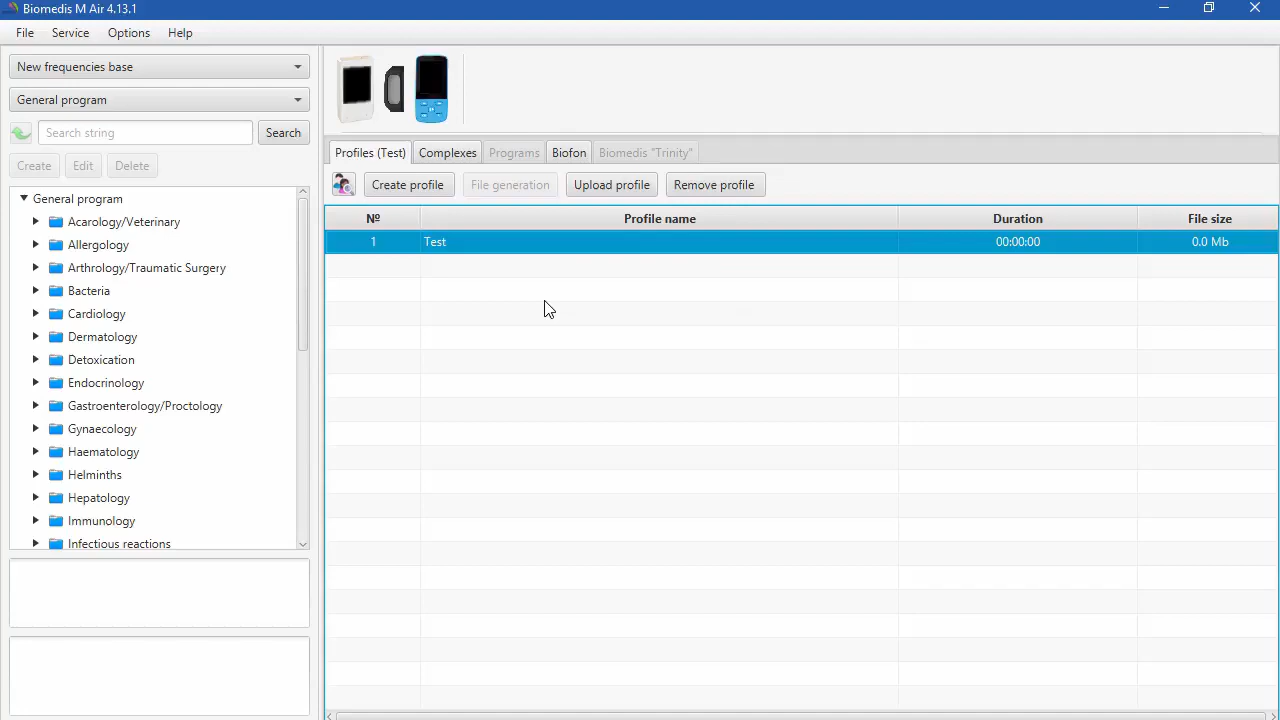 Biomedis M Air 4.13.1
File Service Options Help
New frequencies base
General program
Search string Search
Create Edit Delete
General program
Acarology/Veterinary
Allergology
Arthrology/Traumatic Surgery
Bacteria
Cardiology
Dermatology
Detoxication
Endocrinology
Gastroenterology/Proctology
Gynaecology
Haematology
Helminths
Hepatology
Immunology
Infectious reactions
Profiles (Test) Complexes Programs Biofon Biomedis "Trinity"
Create profile File generation Upload profile Remove profile
№ Profile name Duration File size
1 Test 00:00:00 0.0 Mb